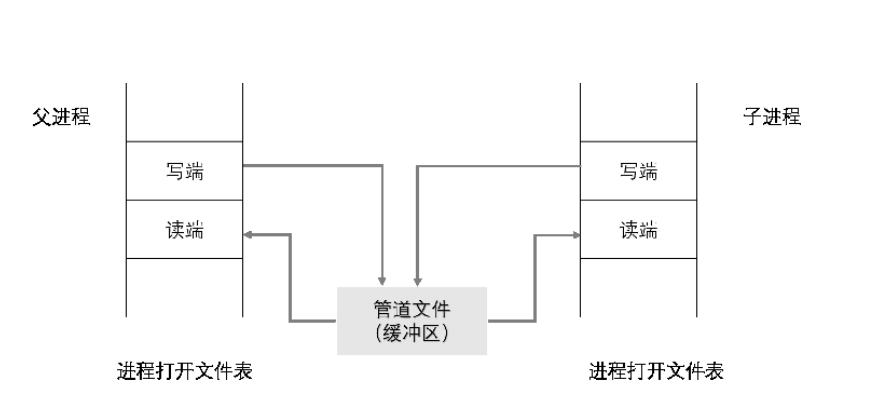 父进程
子进程
写端
写端
读端
读端
管道文件
(缓冲区)
进程打开文件表
进程打开文件表